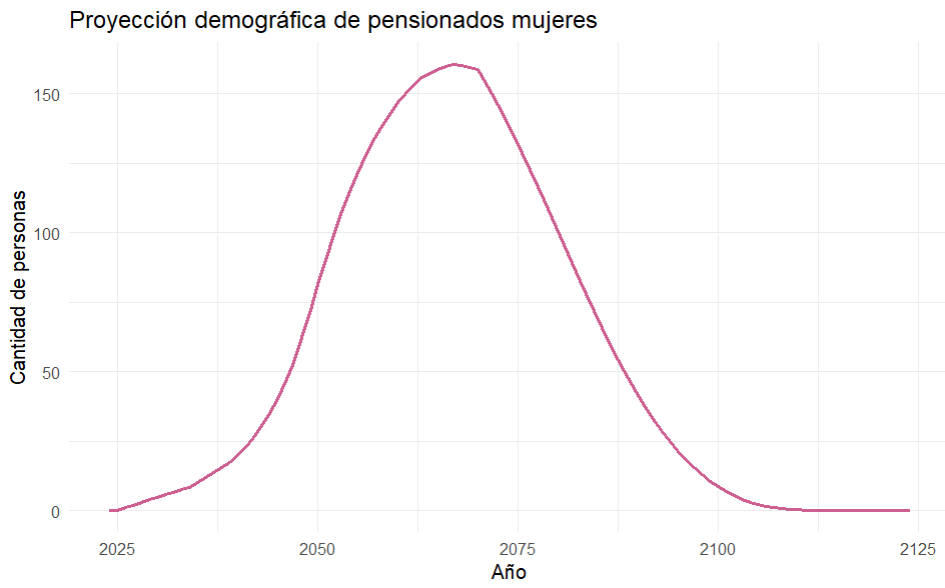 Proyección demográfica de pensionados mujeres
Cantidad de personas
150
100
50
0
2025 2050 2075 2100 2125
Año